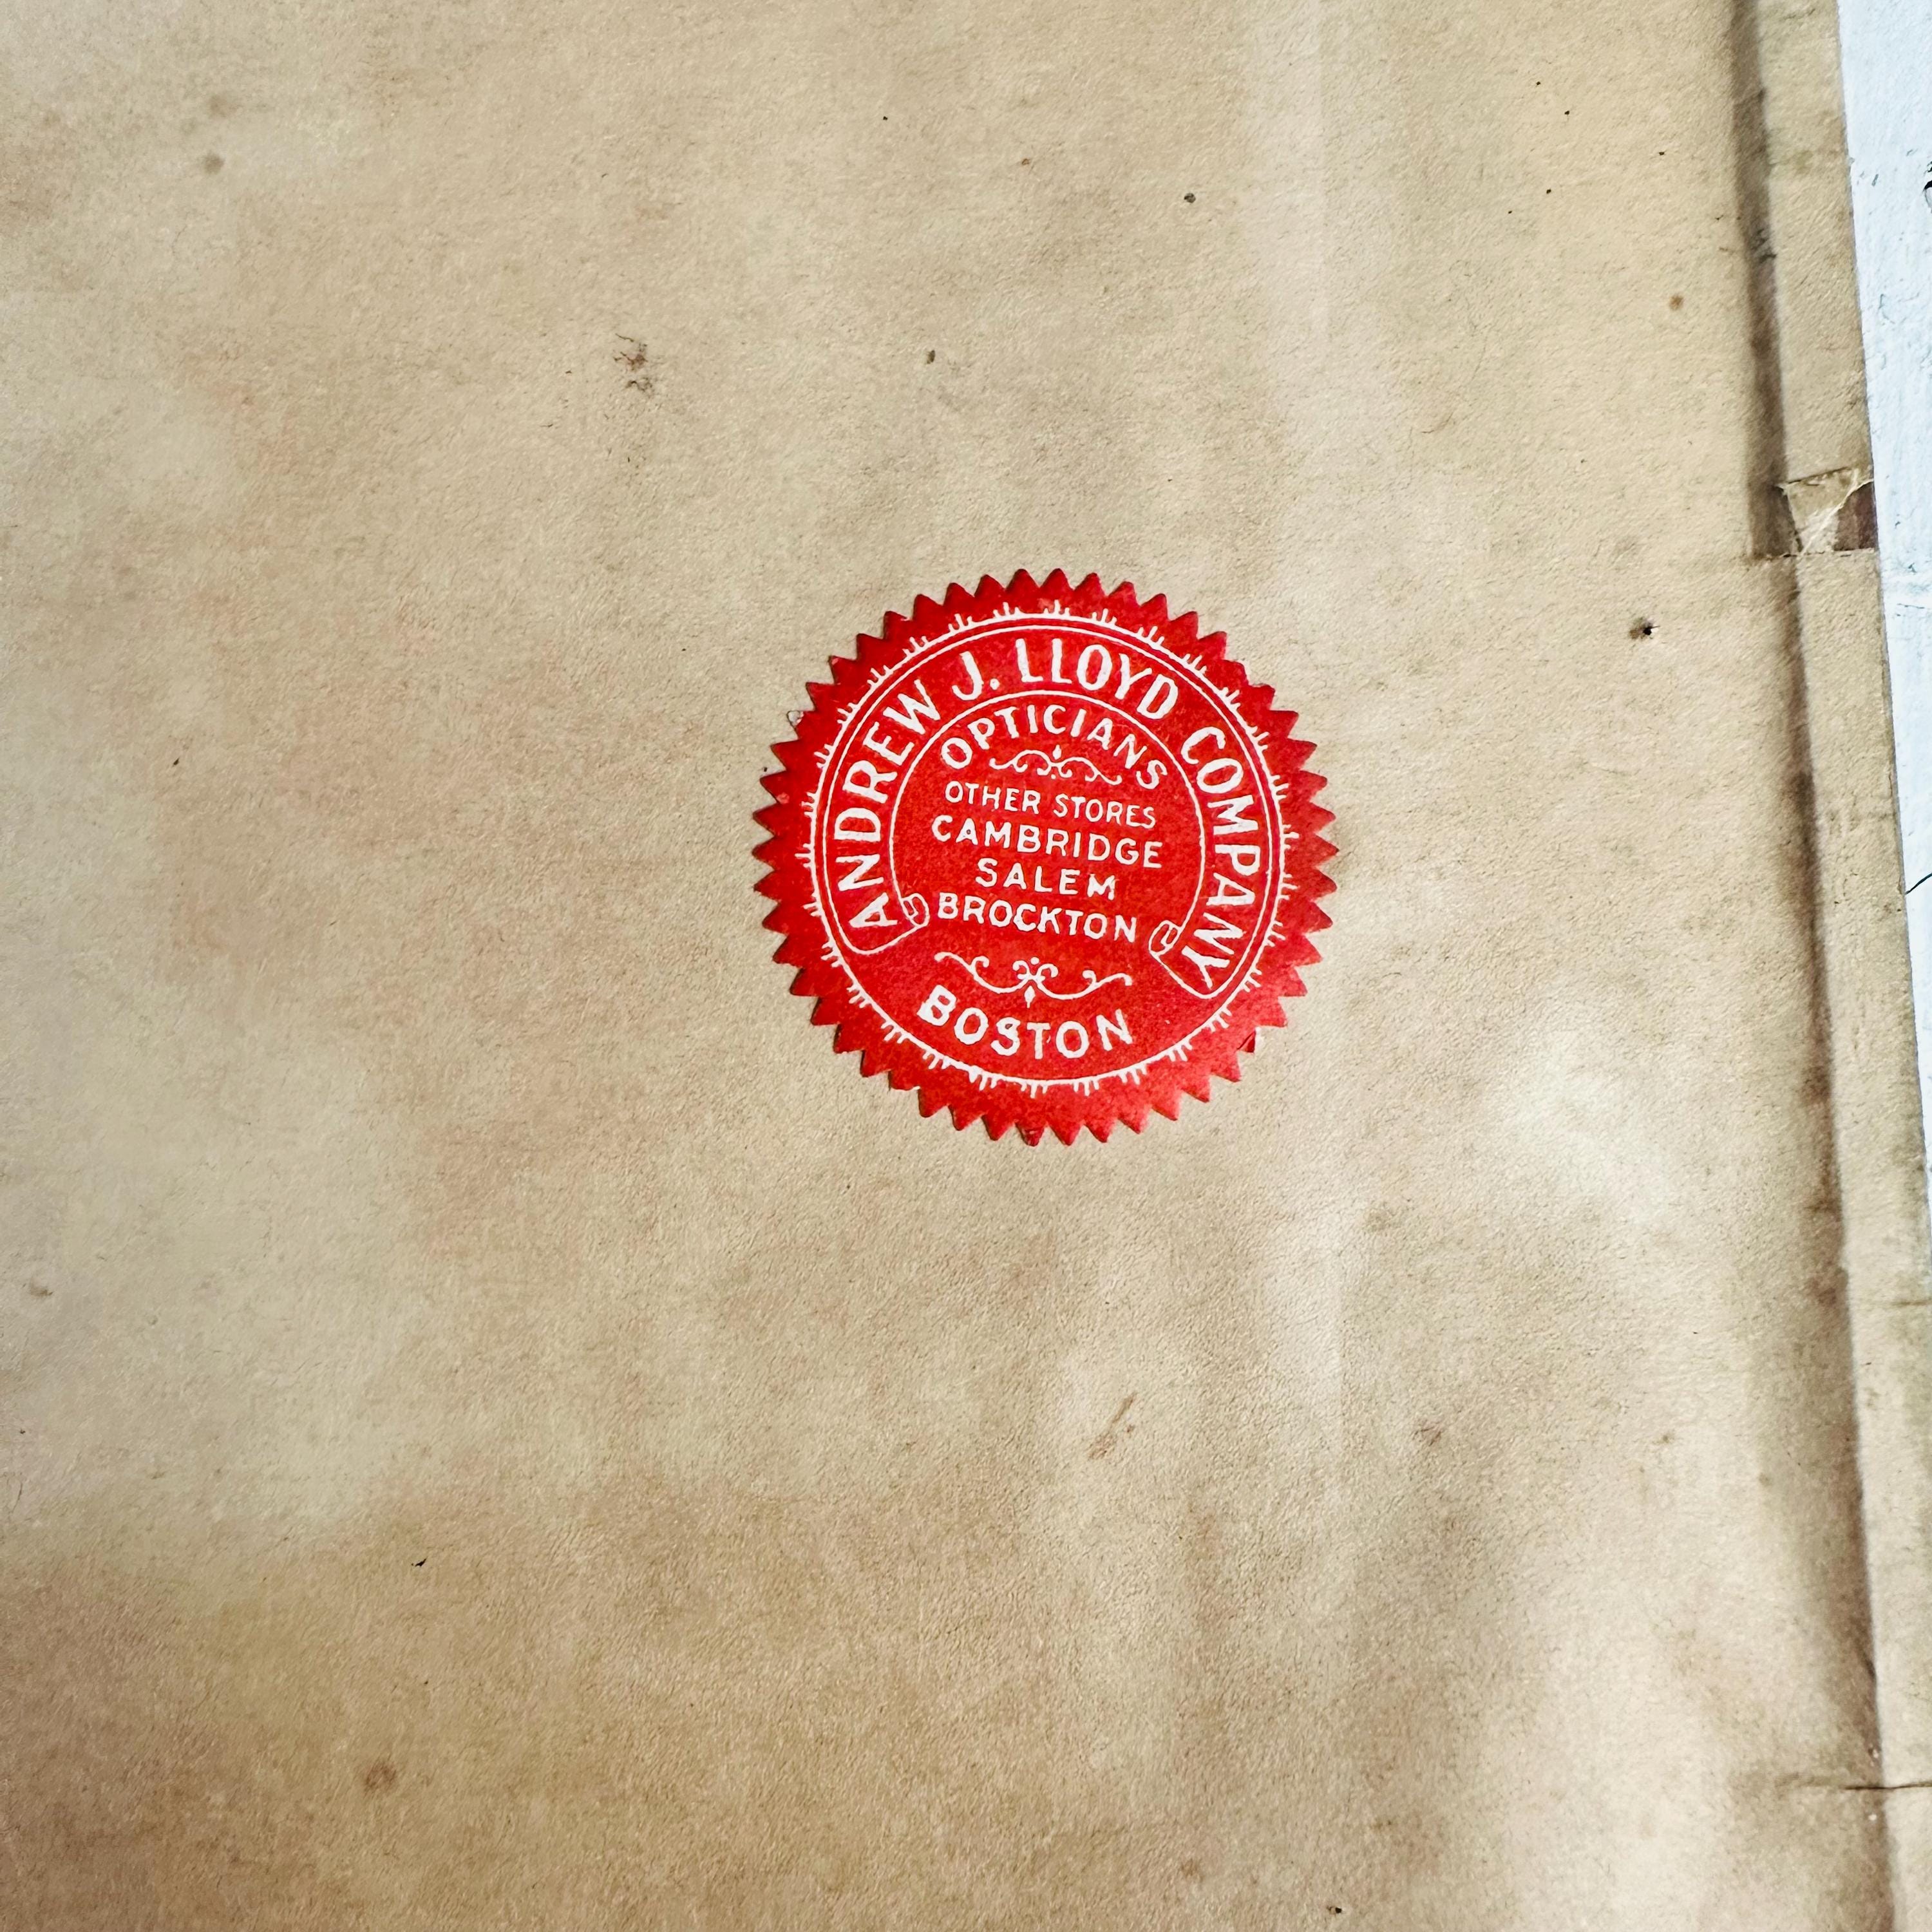 ANDREW J. LLOYD COMPANY
OPTICIANS
OTHER STORES
CAMBRIDGE
SALEM
BROCKTON
BOSTON